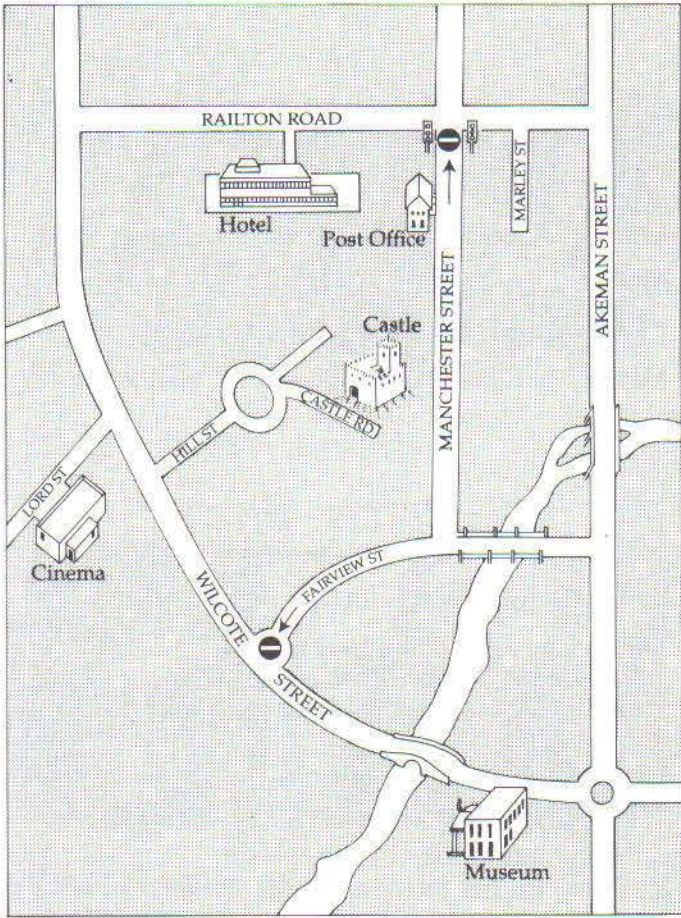 RAILTON ROAD
MARLEY ST
Hotel
Post Office
AKEMAN STREET
MANCHESTER STREET
Castle
CASTLE RD
HILL ST
LORD ST
Cinema
FAIRVIEW ST
WILCOTE
STREET
Museum